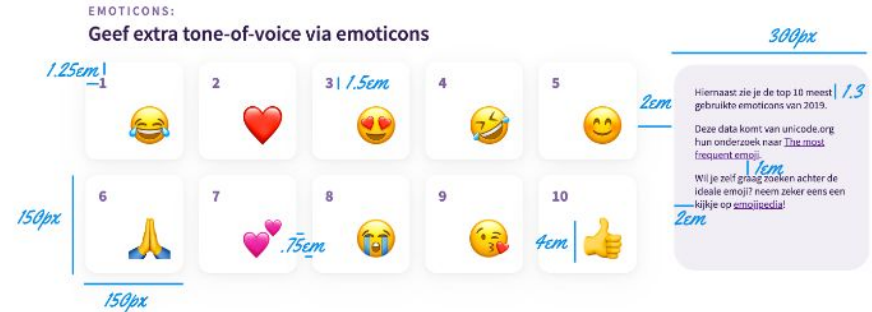 EMOTICONS:
Geef extra tone-of-voice via emoticons
300px
1.25em
1
2
3
1.5em
4
5
2em
Hiernaast zie je de top 10 meest
gebruikte emoticons van 2019.
1.3
Deze data komt van unicode.org
hun onderzoek naar The most
frequent emoji.
1em
Wil je zelf graag zoeken achter de
ideale emoji? neem zeker eens een
kijkje op emojipedia!
2em
6
7
8
9
10
150px
.75em
4em
150px